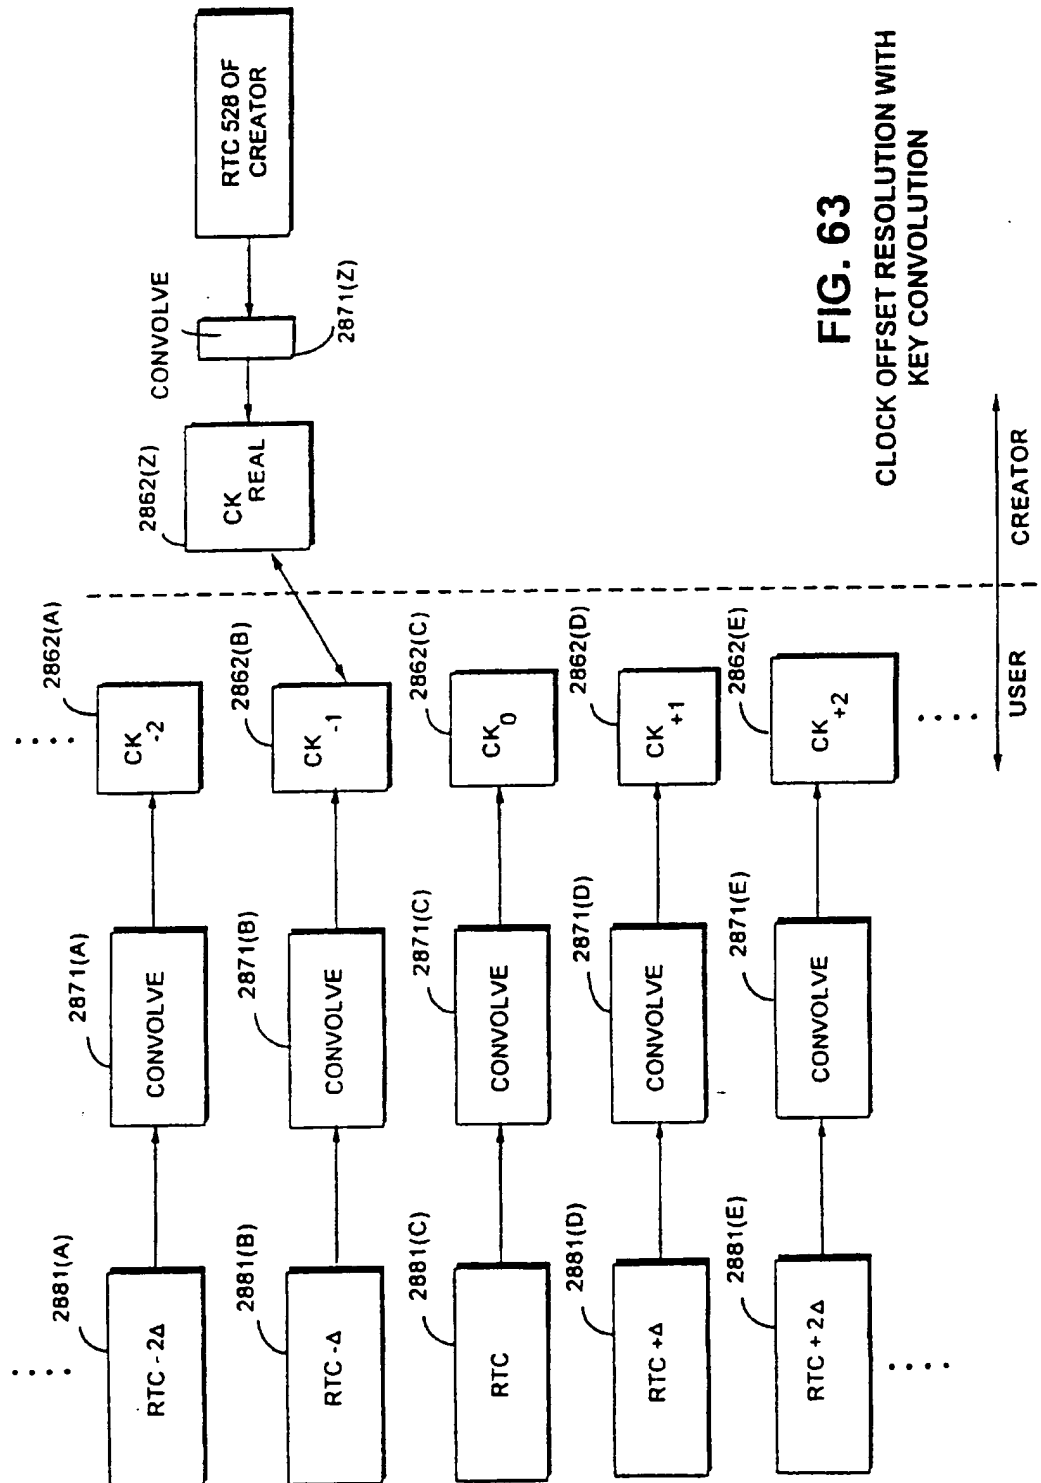 RTC 528 OF
CREATOR
CONVOLVE
2871(Z)
2862(Z)
CK REAL
....
2862(A)
CK -2
2871(A)
CONVOLVE
2881(A)
RTC - 2Δ
....
2862(B)
CK -1
2871(B)
CONVOLVE
2881(B)
RTC -Δ
2862(C)
CK 0
2871(C)
CONVOLVE
2881(C)
RTC
2862(D)
CK +1
2871(D)
CONVOLVE
2881(D)
RTC +Δ
2862(E)
CK +2
2871(E)
CONVOLVE
2881(E)
RTC + 2Δ
....
....
USER
CREATOR
FIG. 63
CLOCK OFFSET RESOLUTION WITH
KEY CONVOLUTION